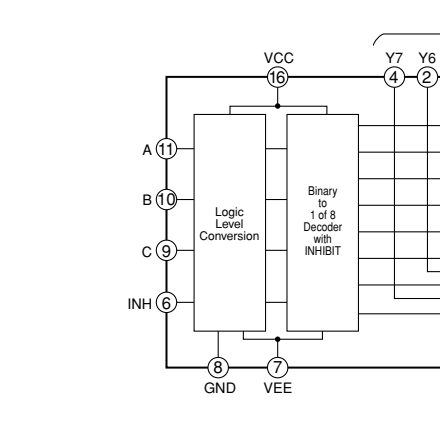 VCC
Y7 Y6
16
4 2
A 11
B 10
C 9
INH 6
Logic
Level
Conversion
Binary
to
1 of 8
Decoder
with
INHIBIT
8 7
GND VEE